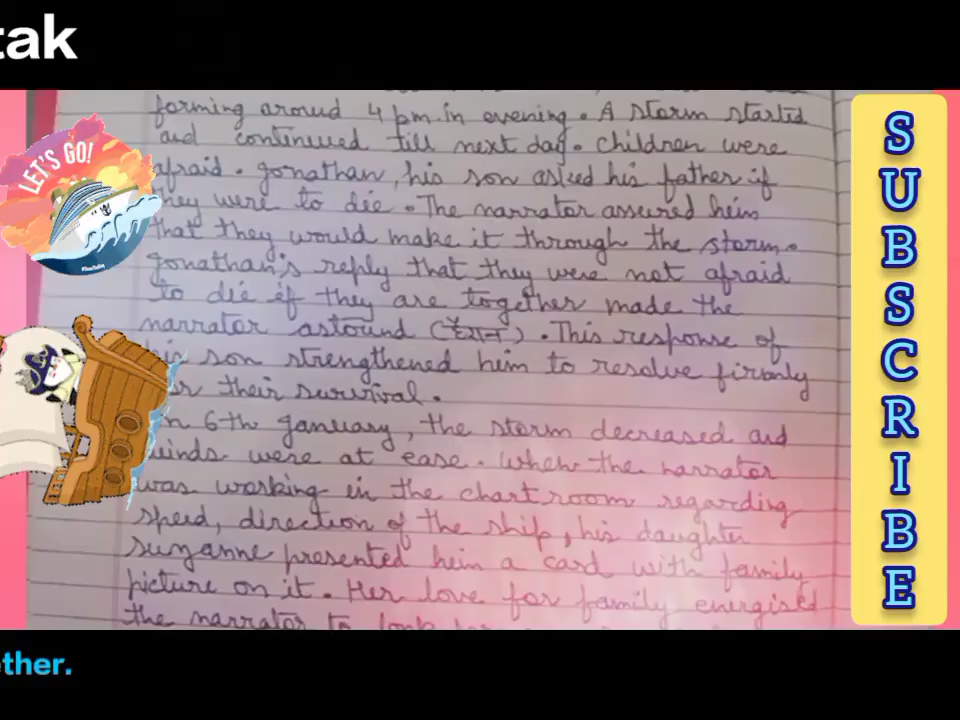 tak
forming around 4 pm in evening. A storm started
and continued till next day. Children were
afraid. Jonathan, his son asked his father if
they were to die. The narrator assured him
that they would make it through the storm.
Jonathan's reply that they were not afraid
to die if they are together made the
narrator astound (हैरान). This response of
his son strengthened him to resolve firmly
their survival.
6th January, the storm decreased and
winds were at ease. When the narrator
was working in the chart room regarding
speed, direction of the ship, his daughter
Suzanne presented him a card with family
picture on it. Her love for family energised
the narrator to look
LET'S GO!
SUBSCRIBE
ther.